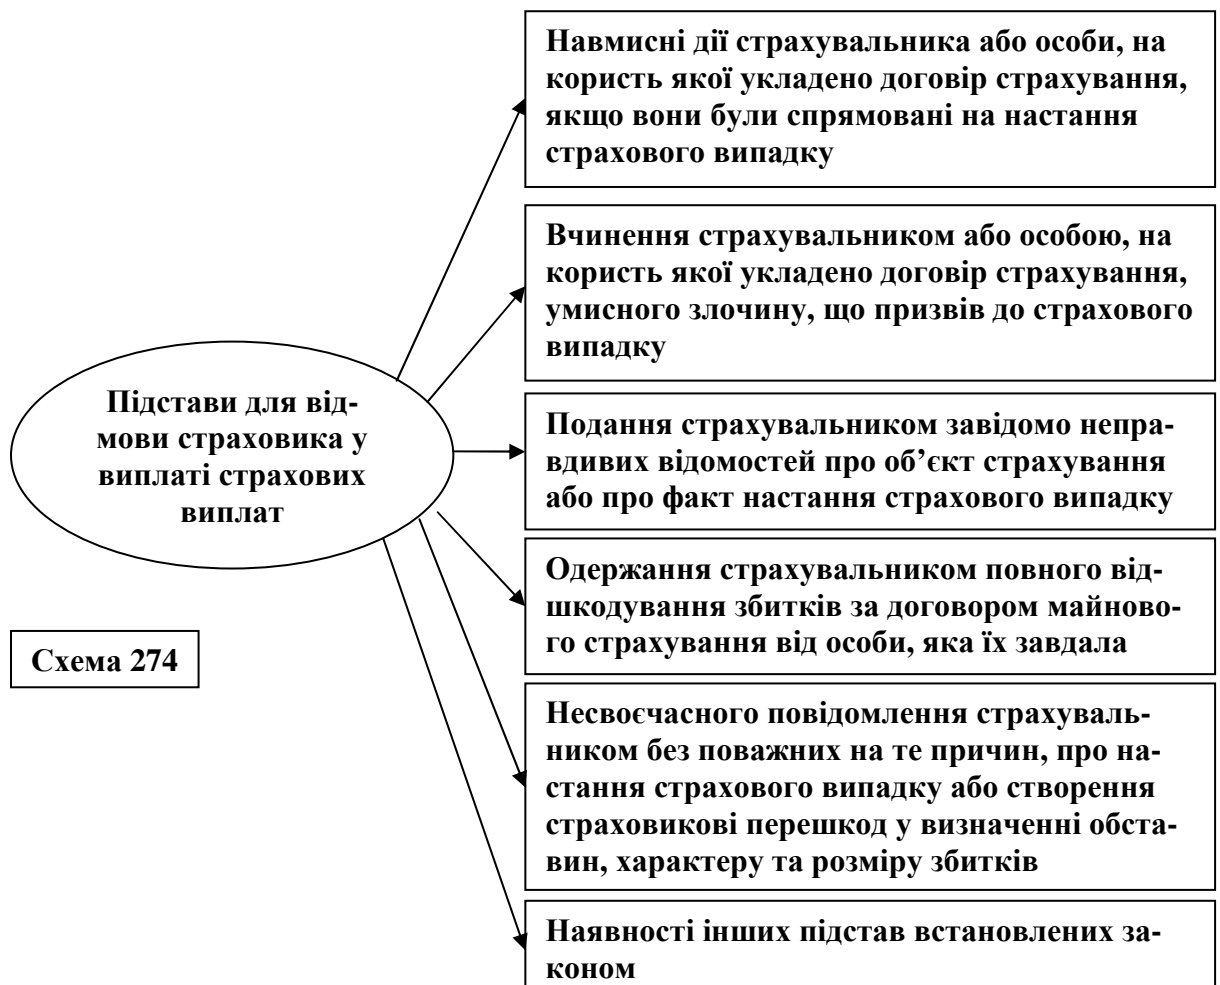 Навмисні дії страхувальника або особи, на
користь якої укладено договір страхування,
якщо вони були спрямовані на настання
страхового випадку
Вчинення страхувальником або особою, на
користь якої укладено договір страхування,
умисного злочину, що призвів до страхового
випадку
Підстави для від-
мови страховика у
виплаті страхових
виплат
Подання страхувальником завідомо непра-
вдивих відомостей про об’єкт страхування
або про факт настання страхового випадку
Одержання страхувальником повного від-
шкодування збитків за договором майново-
го страхування від особи, яка їх завдала
Схема 274
Несвоєчасного повідомлення страхуваль-
ником без поважних на те причин, про на-
стання страхового випадку або створення
страховикові перешкод у визначенні обста-
вин, характеру та розміру збитків
Наявності інших підстав встановлених за-
коном